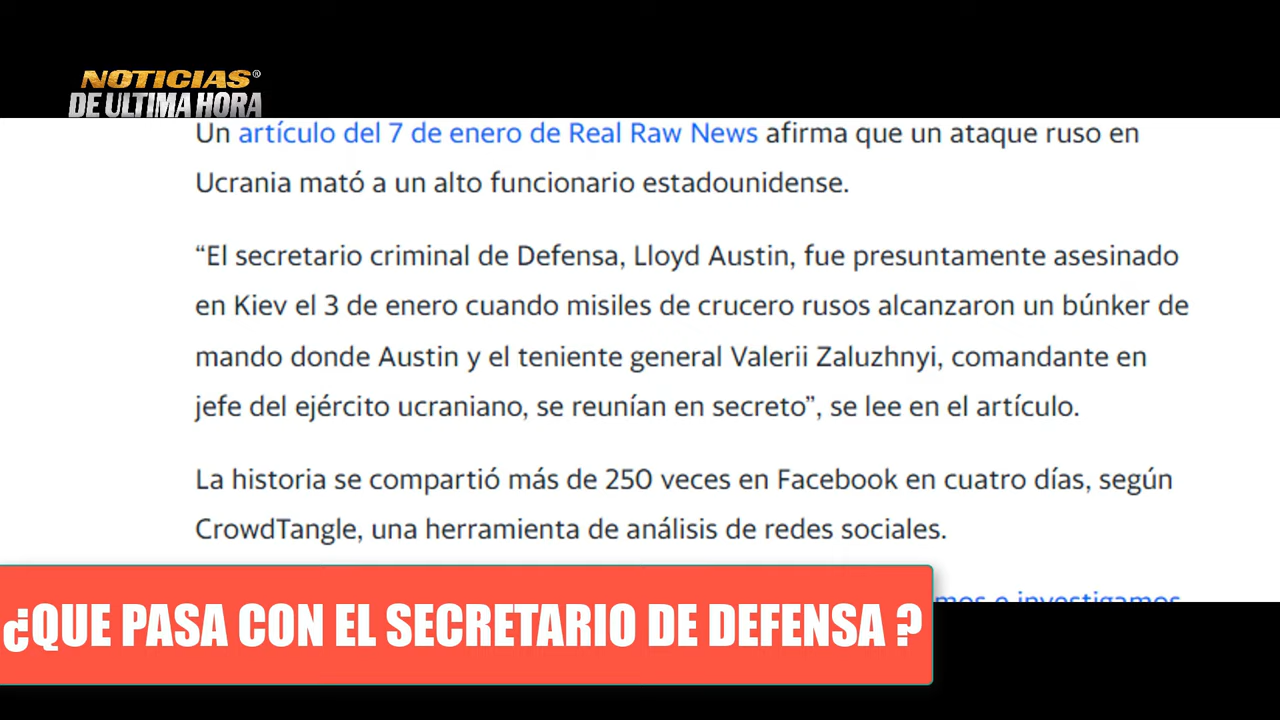 NOTICIAS®
DE ULTIMA HORA
Un artículo del 7 de enero de Real Raw News afirma que un ataque ruso en
Ucrania mató a un alto funcionario estadounidense.
“El secretario criminal de Defensa, Lloyd Austin, fue presuntamente asesinado
en Kiev el 3 de enero cuando misiles de crucero rusos alcanzaron un búnker de
mando donde Austin y el teniente general Valerii Zaluzhnyi, comandante en
jefe del ejército ucraniano, se reunían en secreto”, se lee en el artículo.
La historia se compartió más de 250 veces en Facebook en cuatro días, según
CrowdTangle, una herramienta de análisis de redes sociales.
e investigamos
¿QUE PASA CON EL SECRETARIO DE DEFENSA ?